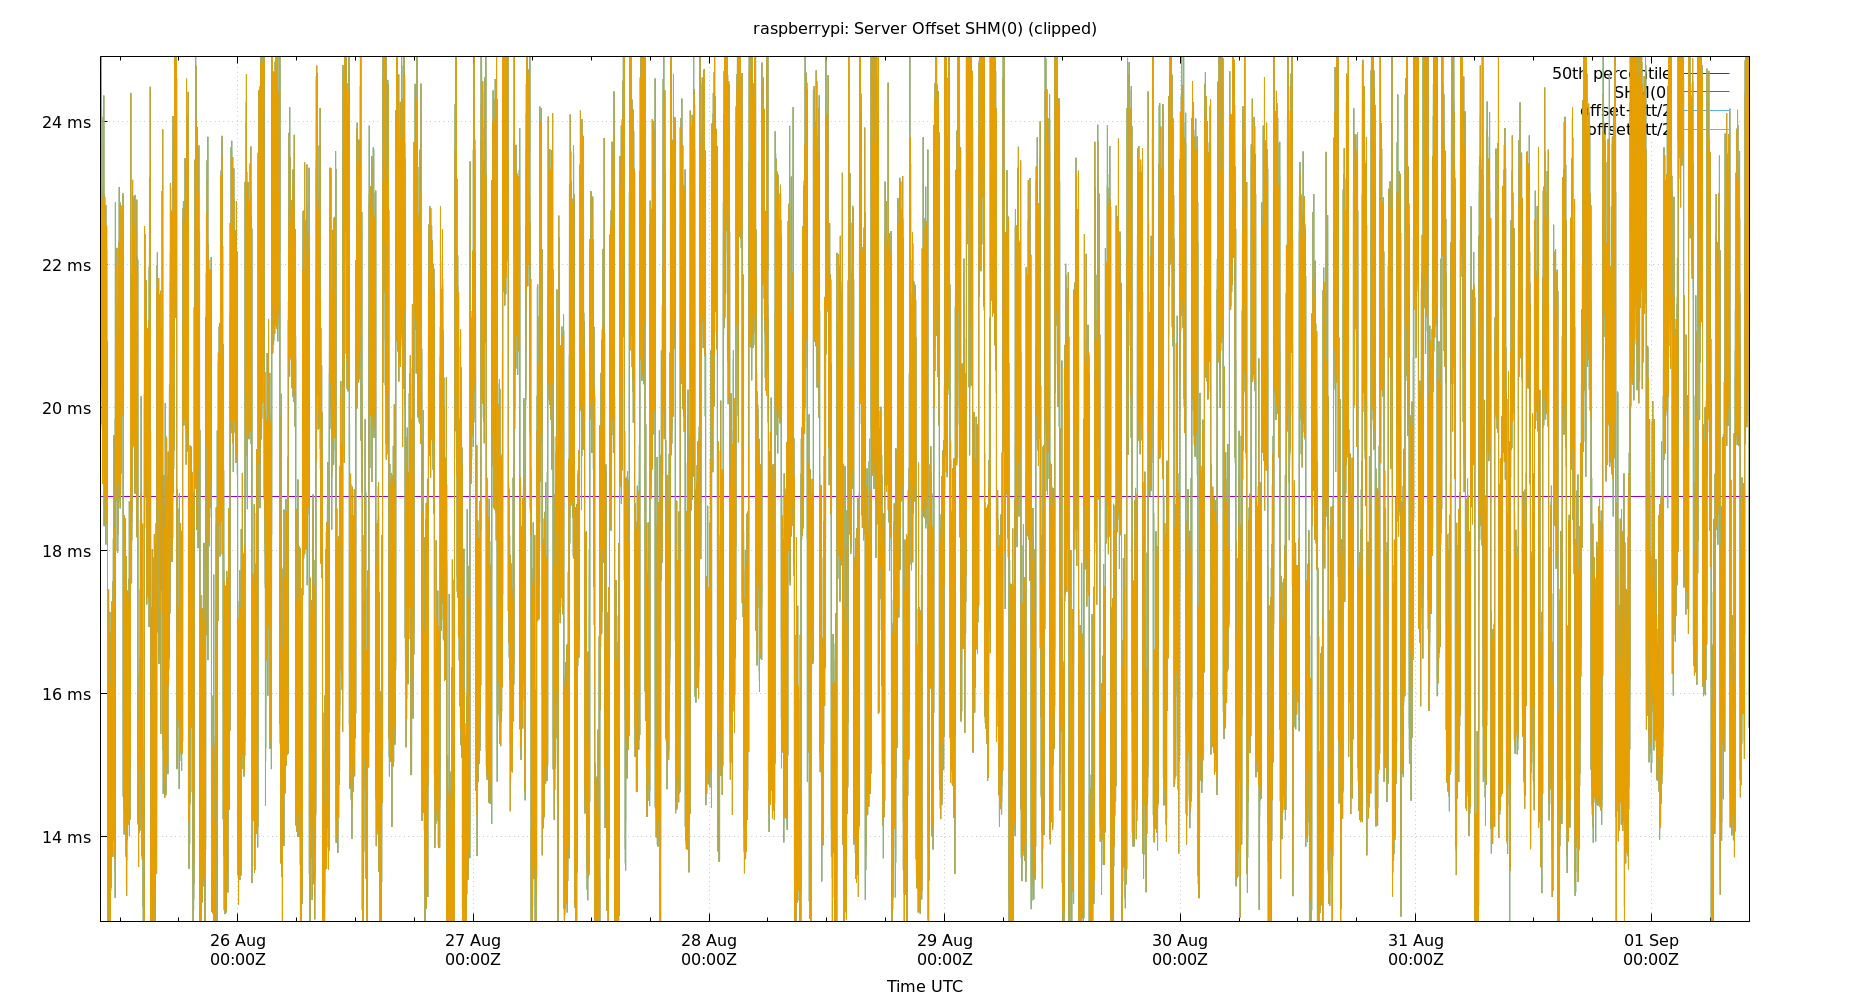 raspberrypi: Server Offset SHM(0) (clipped)
50th percentile
24 ms
22 ms
20 ms
18 ms
16 ms
14 ms
26 Aug
00:00Z
27 Aug
00:00Z
28 Aug
00:00Z
29 Aug
00:00Z
30 Aug
00:00Z
31 Aug
00:00Z
01 Sep
00:00Z
Time UTC